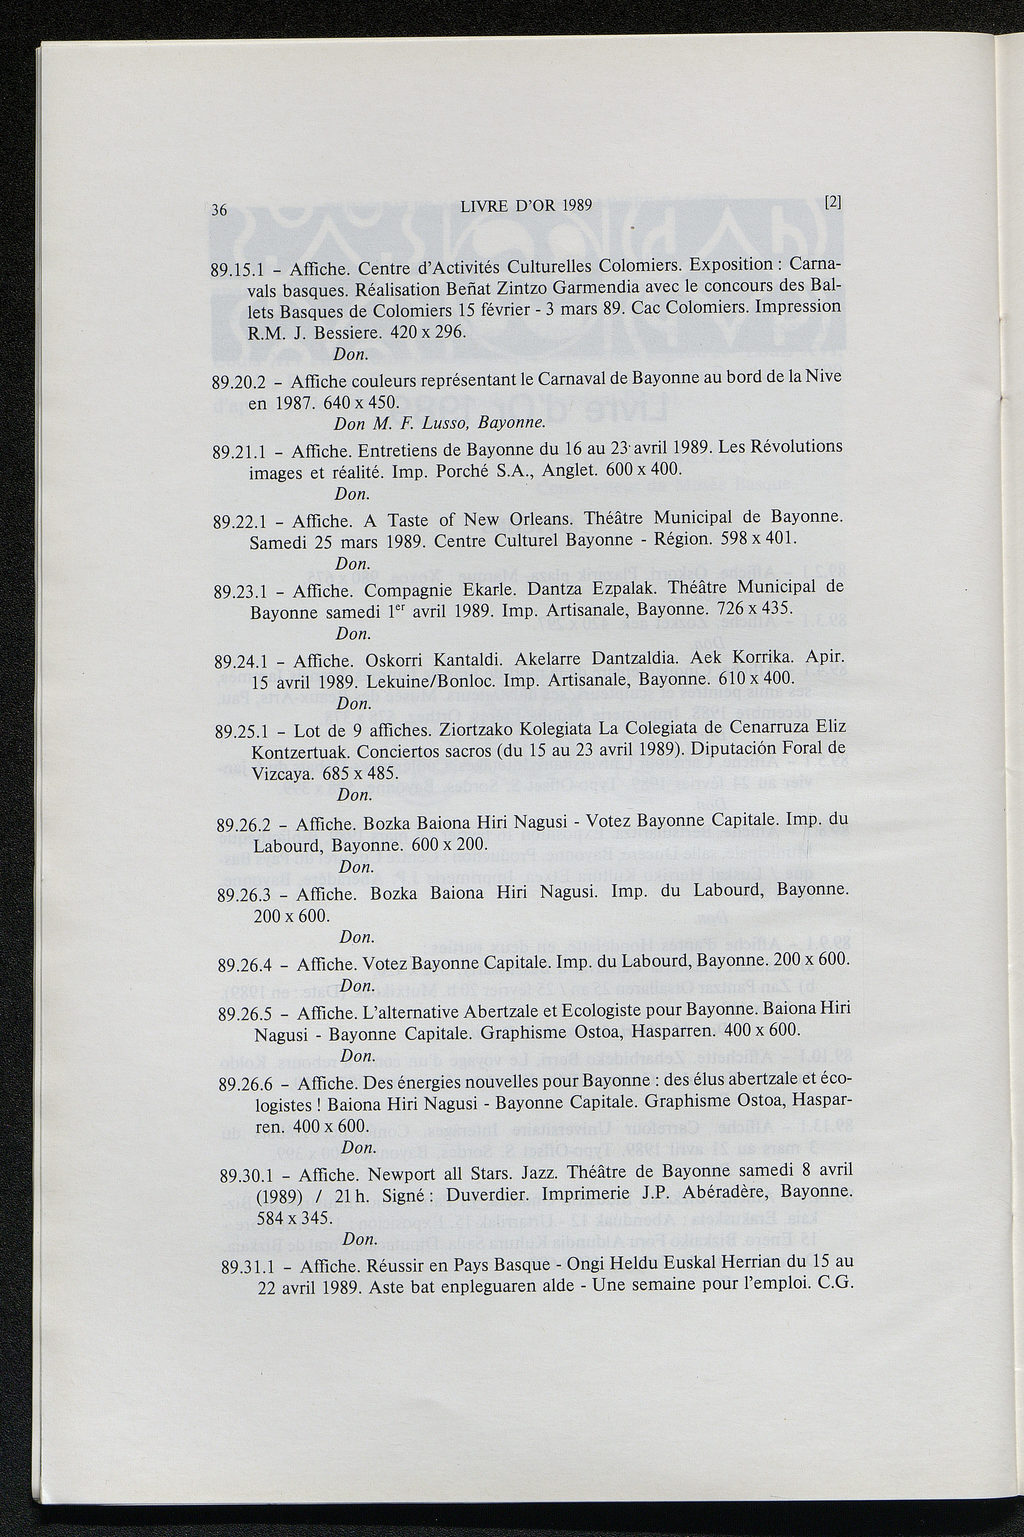 36
LIVRE D'OR 1989
[2]
89.15.1 – Affiche. Centre d'Activités Culturelles Colomiers. Exposition : Carna-
vals basques. Réalisation Beñat Zintzo Garmendia avec le concours des Bal-
lets Basques de Colomiers 15 février - 3 mars 89. Cac Colomiers. Impression
R.M. J. Bessiere. 420 x 296.
Don.
89.20.2 – Affiche couleurs représentant le Carnaval de Bayonne au bord de la Nive
en 1987. 640 x 450.
Don M. F. Lusso, Bayonne.
89.21.1 – Affiche. Entretiens de Bayonne du 16 au 23 avril 1989. Les Révolutions
images et réalité. Imp. Porché S.A., Anglet. 600 x 400.
Don.
89.22.1 – Affiche. A Taste of New Orleans. Théâtre Municipal de Bayonne.
Samedi 25 mars 1989. Centre Culturel Bayonne - Région. 598 x 401.
Don.
89.23.1 – Affiche. Compagnie Ekarle. Dantza Ezpalak. Théâtre Municipal de
Bayonne samedi 1er avril 1989. Imp. Artisanale, Bayonne. 726 x 435.
Don.
89.24.1 – Affiche. Oskorri Kantaldi. Akelarre Dantzaldia. Aek Korrika. Apir.
15 avril 1989. Lekuine/Bonloc. Imp. Artisanale, Bayonne. 610 x 400.
Don.
89.25.1 – Lot de 9 affiches. Ziortzako Kolegiata La Colegiata de Cenarruza Eliz
Kontzertuak. Conciertos sacros (du 15 au 23 avril 1989). Diputación Foral de
Vizcaya. 685 x 485.
Don.
89.26.2 – Affiche. Bozka Baiona Hiri Nagusi - Votez Bayonne Capitale. Imp. du
Labourd, Bayonne. 600 x 200.
Don.
89.26.3 – Affiche. Bozka Baiona Hiri Nagusi. Imp. du Labourd, Bayonne.
200 x 600.
Don.
89.26.4 – Affiche. Votez Bayonne Capitale. Imp. du Labourd, Bayonne. 200 x 600.
Don.
89.26.5 – Affiche. L'alternative Abertzale et Ecologiste pour Bayonne. Baiona Hiri
Nagusi - Bayonne Capitale. Graphisme Ostoa, Hasparren. 400 x 600.
Don.
89.26.6 – Affiche. Des énergies nouvelles pour Bayonne : des élus abertzale et éco-
logistes ! Baiona Hiri Nagusi - Bayonne Capitale. Graphisme Ostoa, Haspar-
ren. 400 x 600.
Don.
89.30.1 – Affiche. Newport all Stars. Jazz. Théâtre de Bayonne samedi 8 avril
(1989) / 21 h. Signé : Duverdier. Imprimerie J.P. Abéradère, Bayonne.
584 x 345.
Don.
89.31.1 – Affiche. Réussir en Pays Basque - Ongi Heldu Euskal Herrian du 15 au
22 avril 1989. Aste bat enpleguaren alde - Une semaine pour l'emploi. C.G.